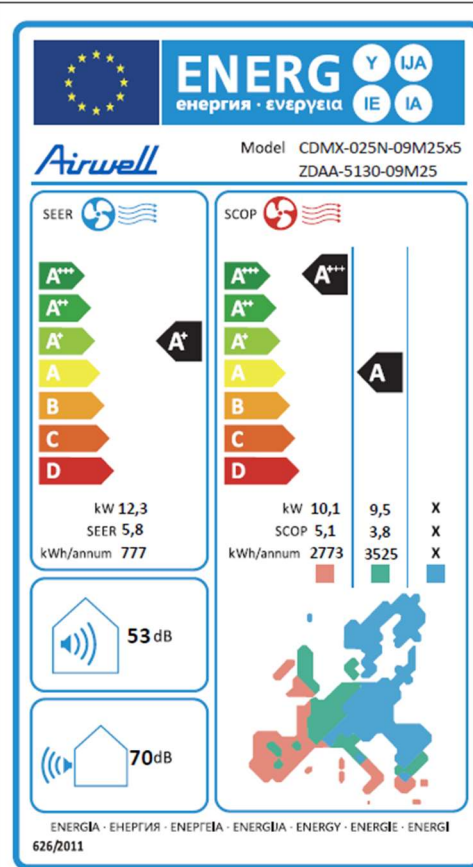 ENERG Y IJA
енергия · ενεργεια IE IA
Airwell
Model CDMX-025N-09M25x5
ZDAA-5130-09M25
SEER
A+++
A++
A+
A
B
C
D
A+
kW 12,3
SEER 5,8
kWh/annum 777
SCOP
A+++
A++
A+
A
B
C
D
A+++
A
kW 10,1 9,5 X
SCOP 5,1 3,8 X
kWh/annum 2773 3525 X
53 dB
70dB
ENERGIA · ЕНЕРГИЯ · ΕΝΕΡΓΕΙΑ · ENERGIJA · ENERGY · ENERGIE · ENERGI
626/2011